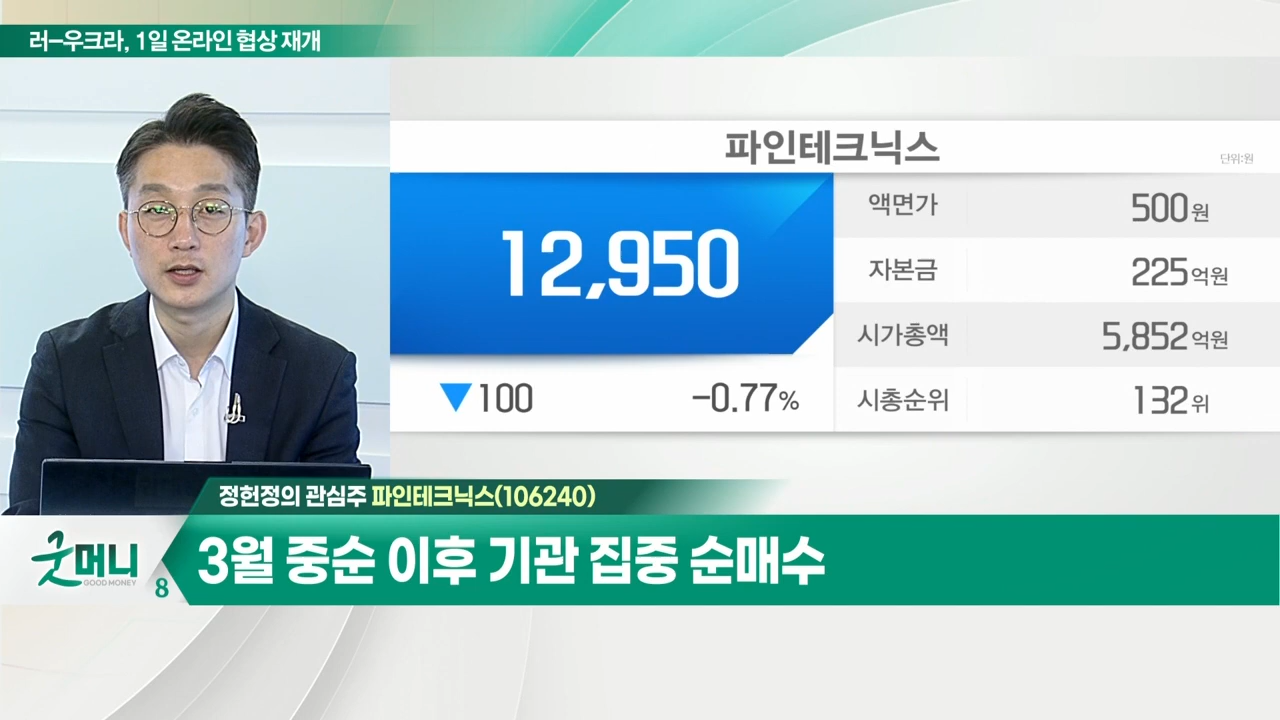 러-우크라, 1일 온라인 협상 재개
파인테크닉스
단위:원
12,950
▼100 -0.77%
액면가 500원
자본금 225억원
시가총액 5,852억원
시총순위 132위
정헌정의 관심주 파인테크닉스(106240)
굿머니
GOOD MONEY
8
3월 중순 이후 기관 집중 순매수